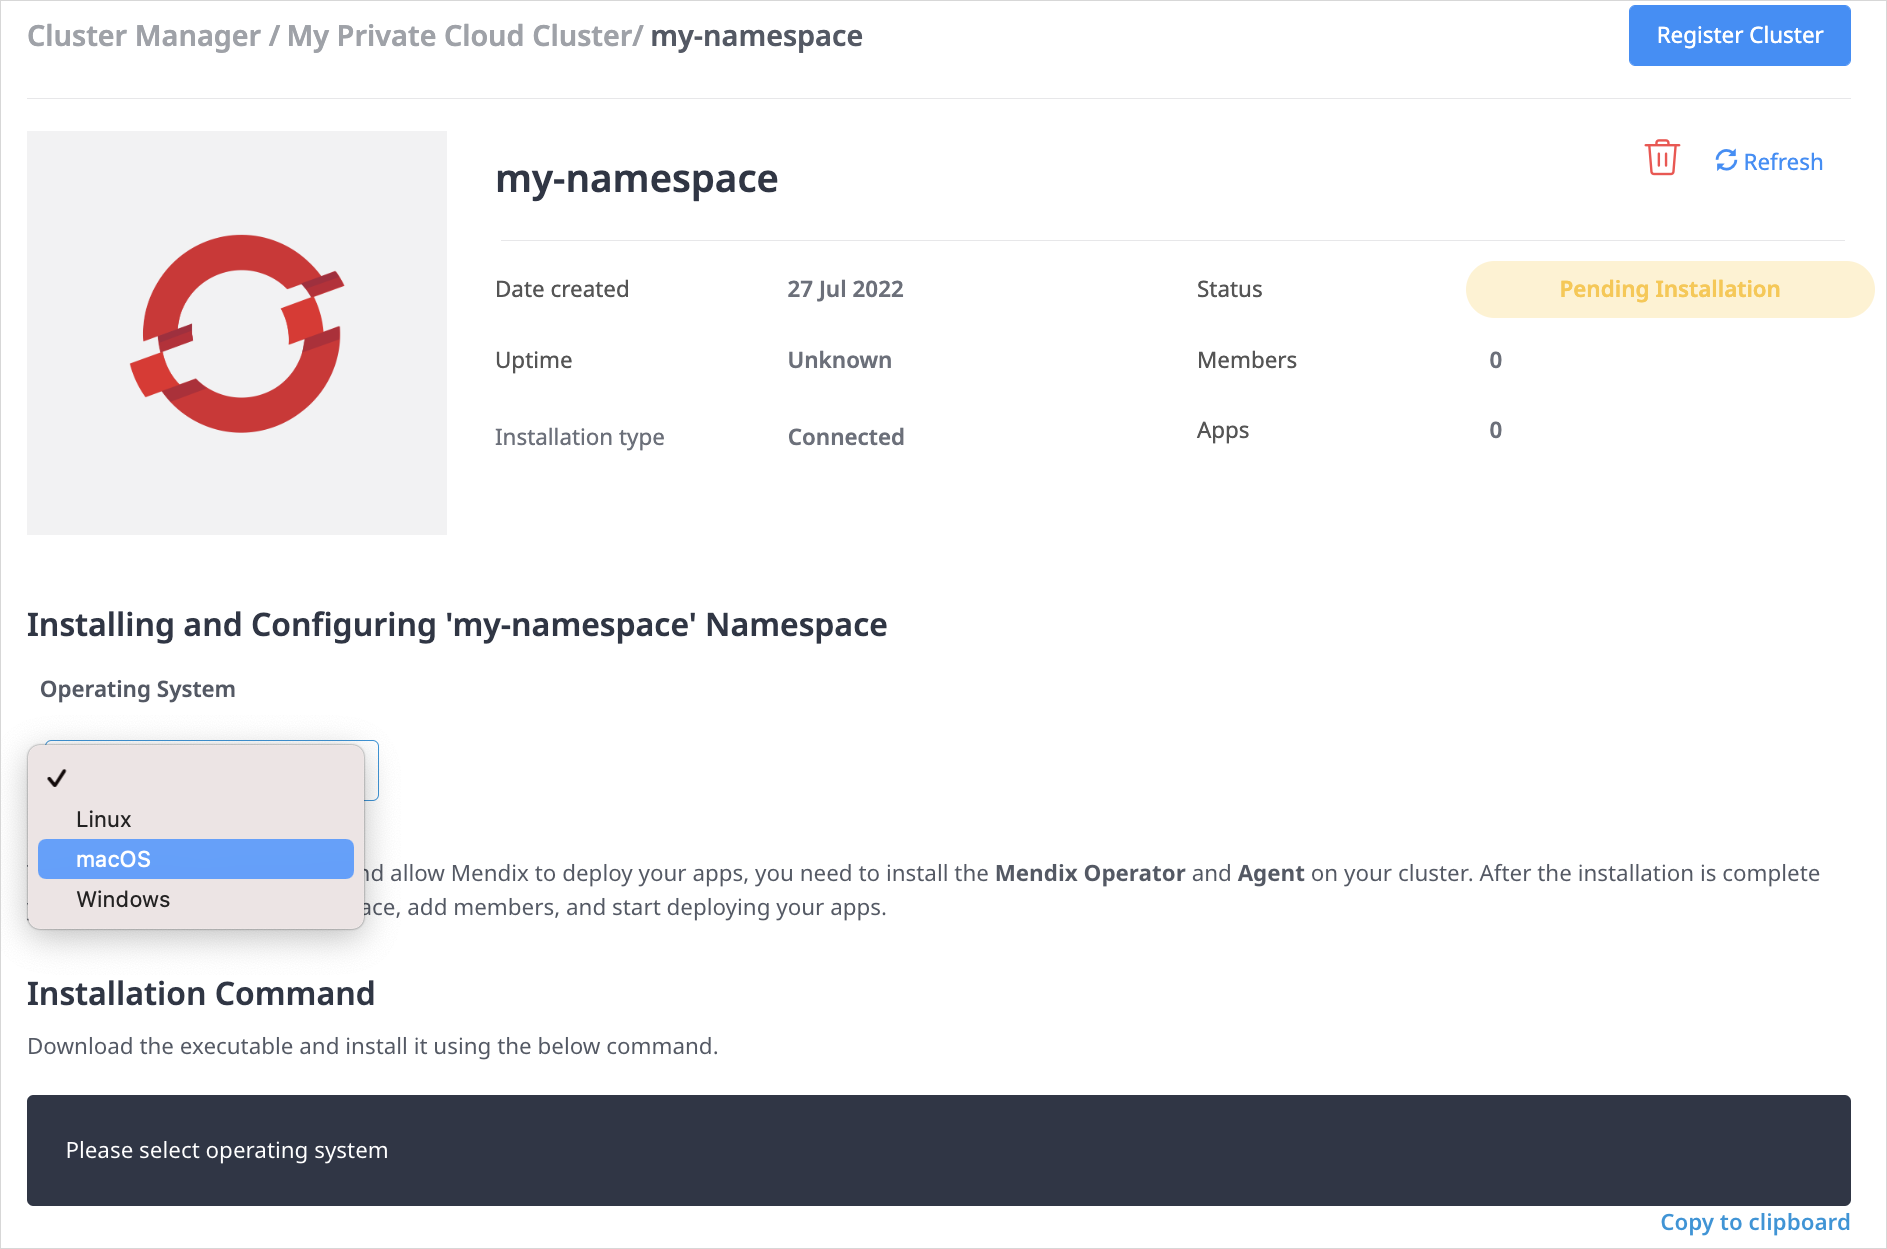 Cluster Manager / My Private Cloud Cluster/ my-namespace
Register Cluster
my-namespace
Refresh
Date created 27 Jul 2022 Status Pending Installation
Uptime Unknown Members 0
Installation type Connected Apps 0
Installing and Configuring 'my-namespace' Namespace
Operating System
Linux
macOS
Windows
allow Mendix to deploy your apps, you need to install the Mendix Operator and Agent on your cluster. After the installation is complete
add members, and start deploying your apps.
Installation Command
Download the executable and install it using the below command.
Please select operating system
Copy to clipboard